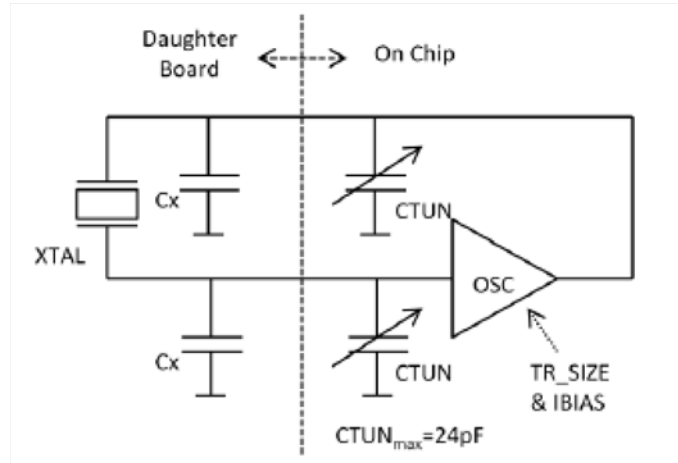 Daughter
Board
On Chip
Cx
CTUN
XTAL
OSC
Cx
CTUN
TR_SIZE
& IBIAS
CTUNmax=24pF